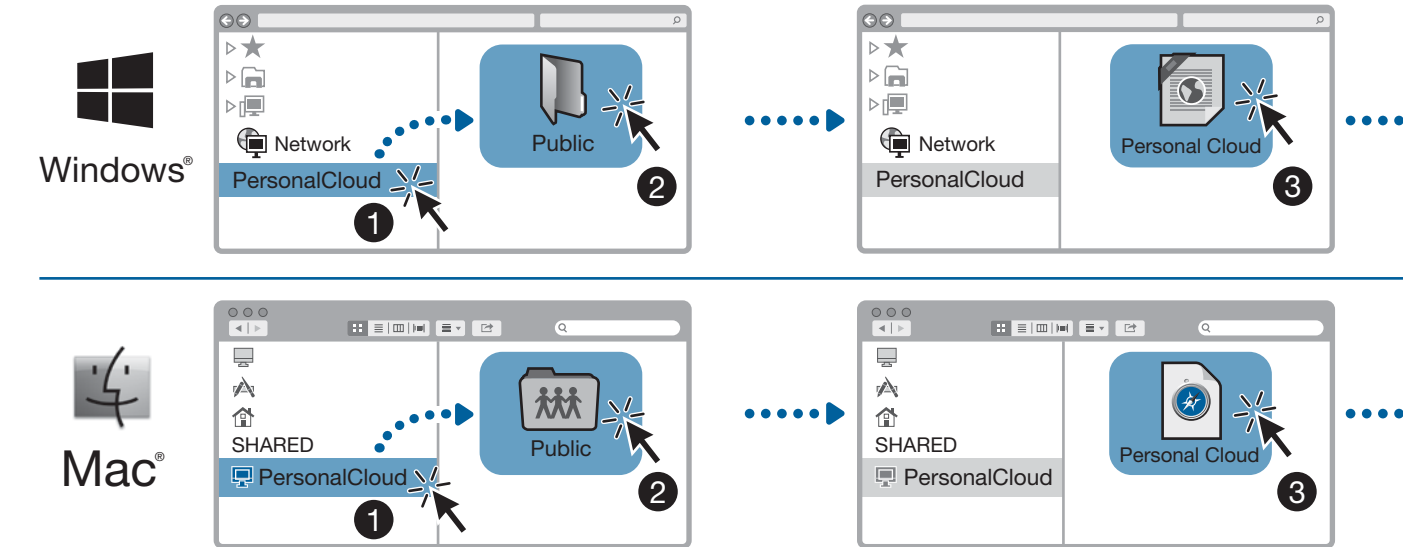 Windows®
Network
PersonalCloud
1
Public
2
Network
PersonalCloud
Personal Cloud
3
Mac®
SHARED
PersonalCloud
1
Public
2
SHARED
PersonalCloud
Personal Cloud
3